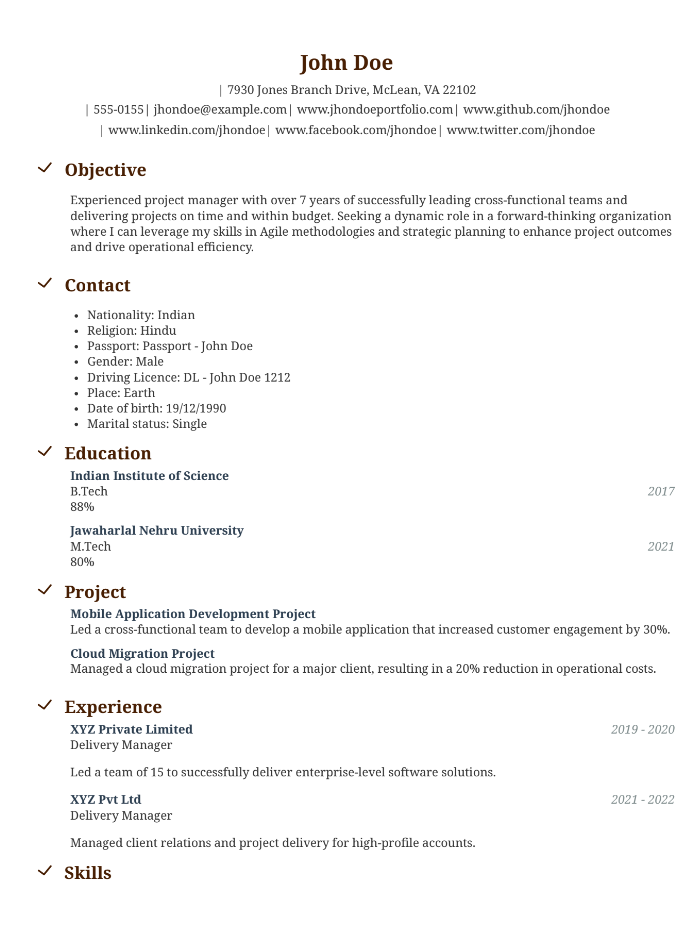 John Doe
| 7930 Jones Branch Drive, McLean, VA 22102
| 555-0155| jhondoe@example.com| www.jhondoeportfolio.com| www.github.com/jhondoe
| www.linkedin.com/jhondoe| www.facebook.com/jhondoe| www.twitter.com/jhondoe
Objective
Experienced project manager with over 7 years of successfully leading cross-functional teams and
delivering projects on time and within budget. Seeking a dynamic role in a forward-thinking organization
where I can leverage my skills in Agile methodologies and strategic planning to enhance project outcomes
and drive operational efficiency.
Contact
• Nationality: Indian
• Religion: Hindu
• Passport: Passport - John Doe
• Gender: Male
• Driving Licence: DL - John Doe 1212
• Place: Earth
• Date of birth: 19/12/1990
• Marital status: Single
Education
Indian Institute of Science
B.Tech 2017
88%
Jawaharlal Nehru University
M.Tech 2021
80%
Project
Mobile Application Development Project
Led a cross-functional team to develop a mobile application that increased customer engagement by 30%.
Cloud Migration Project
Managed a cloud migration project for a major client, resulting in a 20% reduction in operational costs.
Experience
XYZ Private Limited 2019 - 2020
Delivery Manager
Led a team of 15 to successfully deliver enterprise-level software solutions.
XYZ Pvt Ltd 2021 - 2022
Delivery Manager
Managed client relations and project delivery for high-profile accounts.
Skills